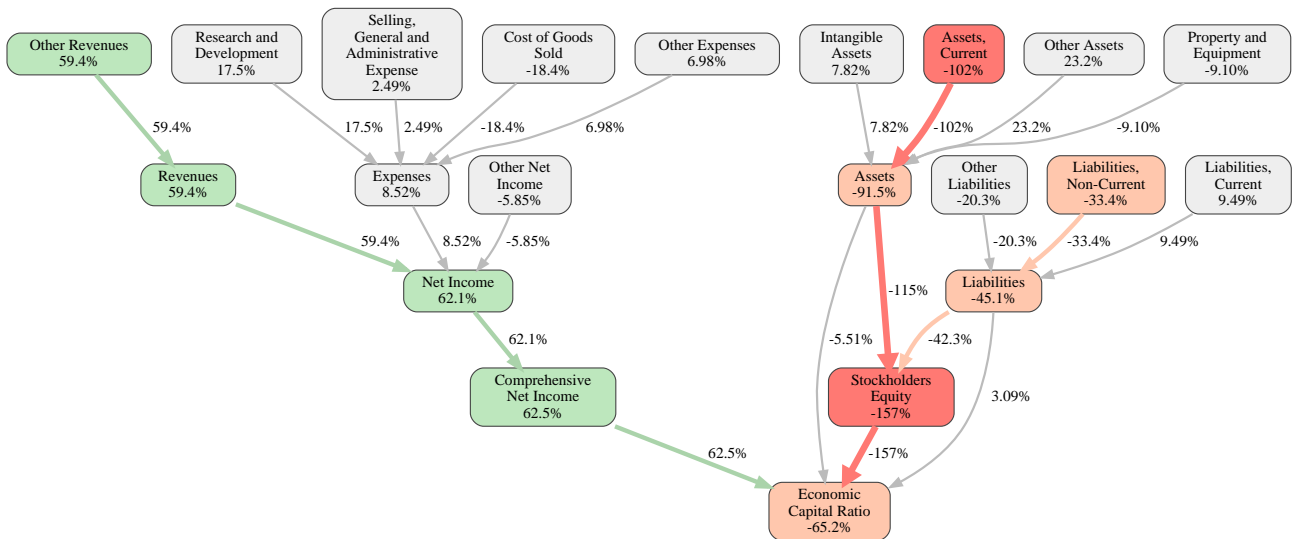 Other Revenues
59.4%
Research and
Development
17.5%
Selling,
General and
Administrative
Expense
2.49%
Cost of Goods
Sold
-18.4%
Other Expenses
6.98%
Intangible
Assets
7.82%
Assets,
Current
-102%
Other Assets
23.2%
Property and
Equipment
-9.10%
59.4%
17.5%
2.49%
-18.4%
6.98%
7.82%
-102%
23.2%
-9.10%
Revenues
59.4%
Expenses
8.52%
Other Net
Income
-5.85%
Assets
-91.5%
Other
Liabilities
-20.3%
Liabilities,
Non-Current
-33.4%
Liabilities,
Current
9.49%
59.4%
8.52%
-5.85%
-20.3%
-33.4%
9.49%
Net Income
62.1%
Liabilities
-45.1%
-115%
62.1%
-5.51%
-42.3%
3.09%
Comprehensive
Net Income
62.5%
Stockholders
Equity
-157%
62.5%
-157%
Economic
Capital Ratio
-65.2%